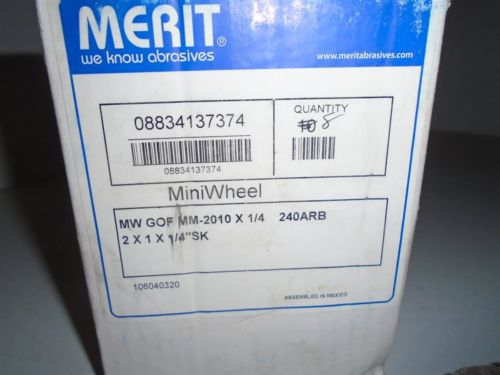 MERIT®
we know abrasives
www.meritabrasives.com
08834137374
08834137374
QUANTITY
8
MiniWheel
MW GOF MM-2010 X 1/4 240ARB
2 X 1 X 1/4"SK
106040320
ASSEMBLED IN MEXICO